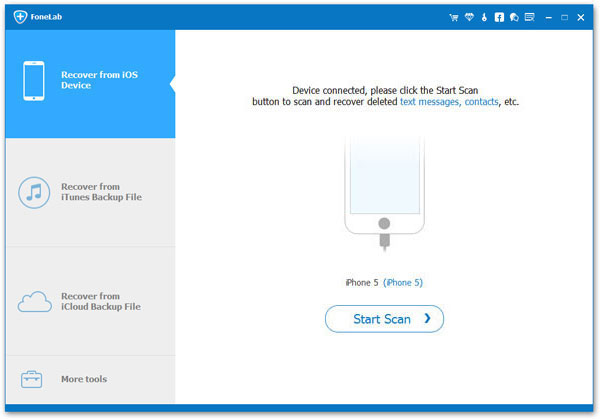 FoneLab
Recover from iOS
Device
Recover from
iTunes Backup File
Recover from
iCloud Backup File
More tools
Device connected, please click the Start Scan
button to scan and recover deleted text messages, contacts, etc.
iPhone 5 (iPhone 5)
Start Scan